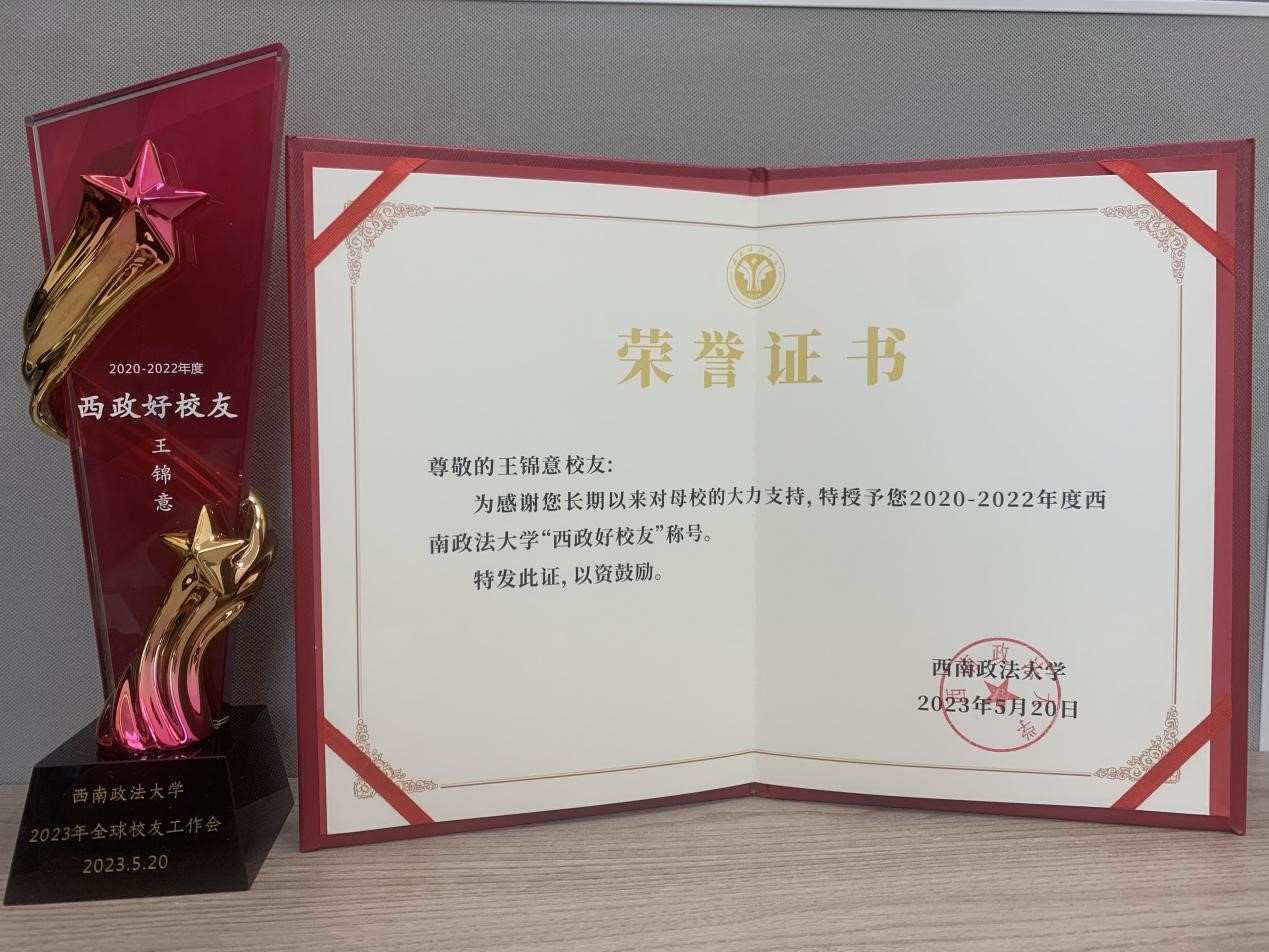 2020-2022年度
西政好校友
王
锦
意
西南政法大学
2023年全球校友工作会
2023.5.20
荣誉证书
尊敬的王锦意校友:
为感谢您长期以来对母校的大力支持,特授予您2020-2022年度西
南政法大学“西政好校友”称号。
特发此证,以资鼓励。
西南政法大学
2023年5月20日
西南政法大学